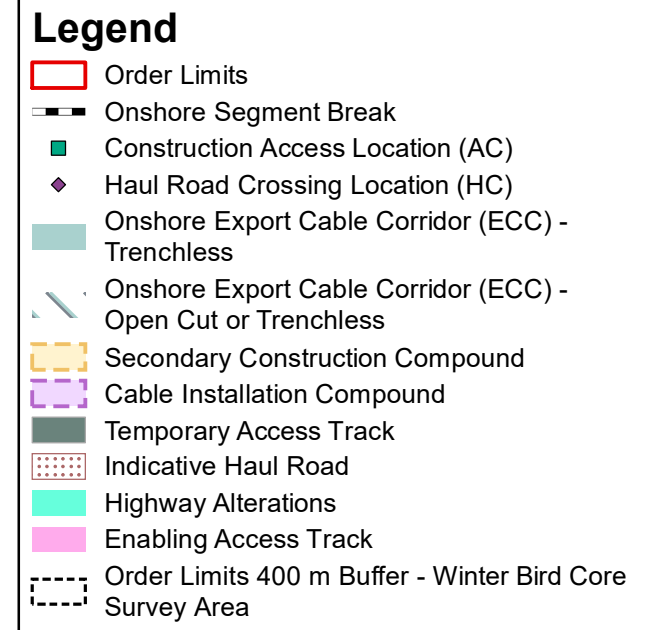 Legend
Order Limits
Onshore Segment Break
Construction Access Location (AC)
Haul Road Crossing Location (HC)
Onshore Export Cable Corridor (ECC) -
Trenchless
Onshore Export Cable Corridor (ECC) -
Open Cut or Trenchless
Secondary Construction Compound
Cable Installation Compound
Temporary Access Track
Indicative Haul Road
Highway Alterations
Enabling Access Track
Order Limits 400 m Buffer - Winter Bird Core
Survey Area